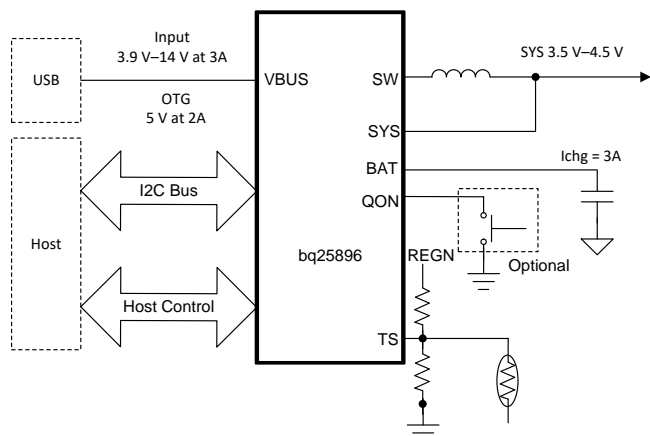 Input
3.9 V–14 V at 3A
SYS 3.5 V–4.5 V
USB
VBUS
SW
OTG
5 V at 2A
SYS
BAT
Ichg = 3A
I2C Bus
QON
Host
bq25896
REGN
Optional
Host Control
TS